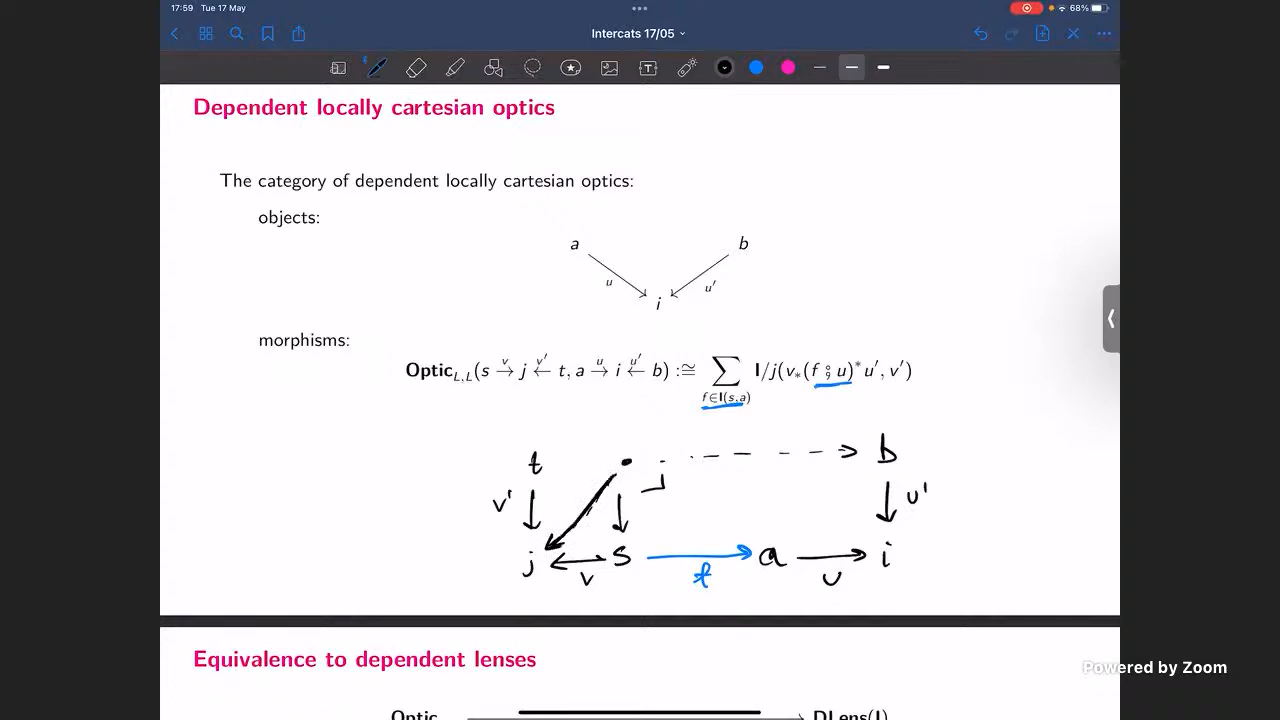 17:59 Tue 17 May
68%
Intercats 17/05
Dependent locally cartesian optics
The category of dependent locally cartesian optics:
objects:
a b
u u′
i
morphisms:
Optic_{L,L}(s →^{v} j ←^{v′} t, a →^{u} i ←^{u′} b) :≅ ∑_{f∈I(s,a)} I/j(v_*(f ⨾ u)^* u′, v′)
t b
v' u'
j s a i
v f u
Equivalence to dependent lenses
Powered by Zoom
Optic DLens(I)